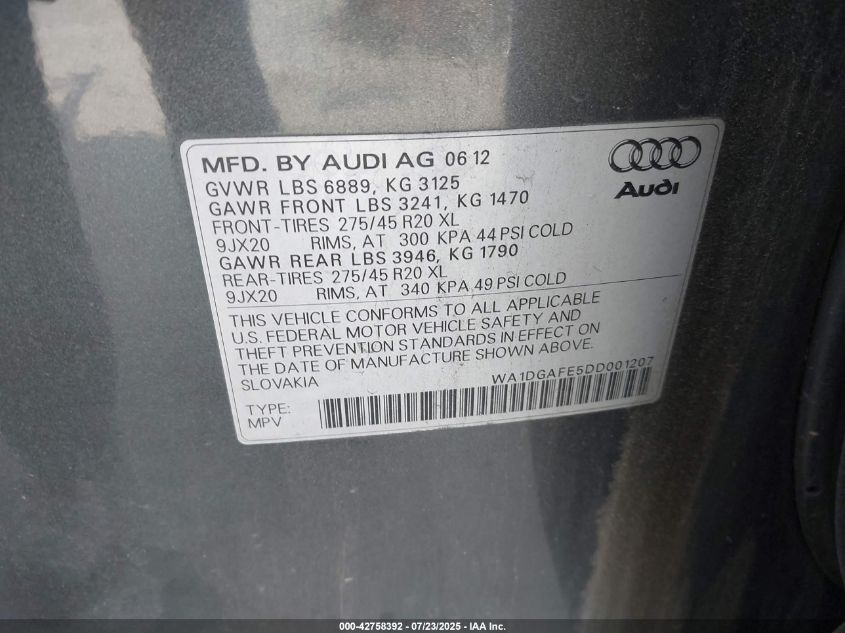 MFD. BY AUDI AG 06 12
GVWR LBS 6889, KG 3125
GAWR FRONT LBS 3241, KG 1470
FRONT-TIRES 275/45 R20 XL
9JX20 RIMS, AT 300 KPA 44 PSI COLD
GAWR REAR LBS 3946, KG 1790
REAR-TIRES 275/45 R20 XL
9JX20 RIMS, AT 340 KPA 49 PSI COLD
Audi
THIS VEHICLE CONFORMS TO ALL APPLICABLE
U.S. FEDERAL MOTOR VEHICLE SAFETY AND
THEFT PREVENTION STANDARDS IN EFFECT ON
THE DATE OF MANUFACTURE SHOWN ABOVE.
SLOVAKIA
WA1DGAFE5DD001207
TYPE:
MPV
000-42758392 - 07/23/2025 - IAA Inc.